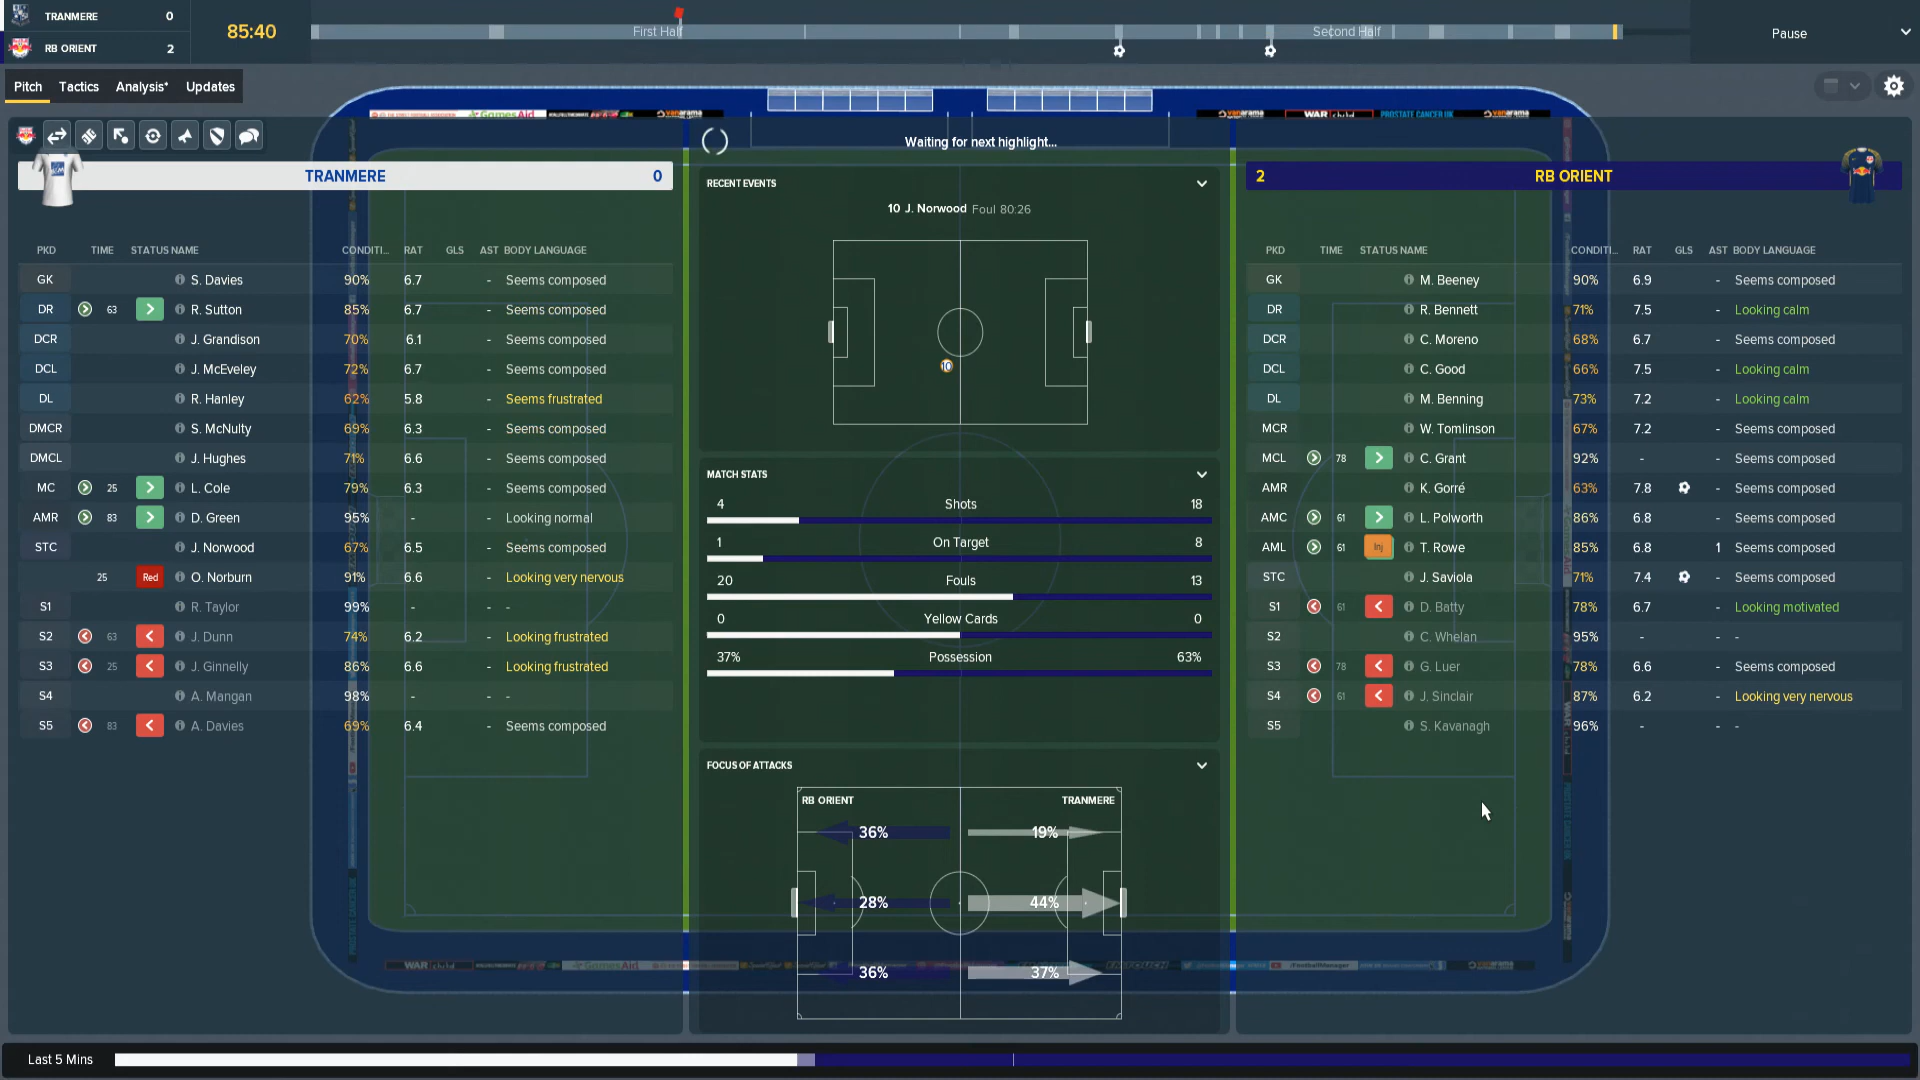 TRANMERE 0
RB ORIENT 2
85:40
First Half
Second Half
Pause
Pitch Tactics Analysis* Updates
GamesAid
vanarama
vanarama
WAR child
PROSTATE CANCER UK
vanarama
Waiting for next highlight...
TRANMERE 0
PKD TIME STATUS NAME CONDITI... RAT GLS AST BODY LANGUAGE
GK S. Davies 90% 6.7 - Seems composed
DR 63 R. Sutton 85% 6.7 - Seems composed
DCR J. Grandison 70% 6.1 - Seems composed
DCL J. McEveley 72% 6.7 - Seems composed
DL R. Hanley 62% 5.8 - Seems frustrated
DMCR S. McNulty 69% 6.3 - Seems composed
DMCL J. Hughes 71% 6.6 - Seems composed
MC 25 L. Cole 79% 6.3 - Seems composed
AMR 83 D. Green 95% - - Looking normal
STC J. Norwood 67% 6.5 - Seems composed
25 Red O. Norburn 91% 6.6 - Looking very nervous
S1 R. Taylor 99% - - -
S2 63 J. Dunn 74% 6.2 - Looking frustrated
S3 25 J. Ginnelly 86% 6.6 - Looking frustrated
S4 A. Mangan 98% - - -
S5 83 A. Davies 69% 6.4 - Seems composed
RECENT EVENTS
10 J. Norwood Foul 80:26
10
MATCH STATS
4 Shots 18
1 On Target 8
20 Fouls 13
0 Yellow Cards 0
37% Possession 63%
FOCUS OF ATTACKS
RB ORIENT TRANMERE
36% 19%
28% 44%
36% 37%
2 RB ORIENT
PKD TIME STATUS NAME CONDITI... RAT GLS AST BODY LANGUAGE
GK M. Beeney 90% 6.9 - Seems composed
DR R. Bennett 71% 7.5 - Looking calm
DCR C. Moreno 68% 6.7 - Seems composed
DCL C. Good 66% 7.5 - Looking calm
DL M. Benning 73% 7.2 - Looking calm
MCR W. Tomlinson 67% 7.2 - Seems composed
MCL 78 C. Grant 92% - - Seems composed
AMR K. Gorré 63% 7.8 - Seems composed
AMC 61 L. Polworth 86% 6.8 - Seems composed
AML 61 Inj T. Rowe 85% 6.8 1 Seems composed
STC J. Saviola 71% 7.4 - Seems composed
S1 61 D. Batty 78% 6.7 - Looking motivated
S2 C. Whelan 95% - - -
S3 78 G. Luer 78% 6.6 - Seems composed
S4 61 J. Sinclair 87% 6.2 - Looking very nervous
S5 S. Kavanagh 96% - - -
WAR child
GamesAid
/FootballManager
vanarama
Last 5 Mins